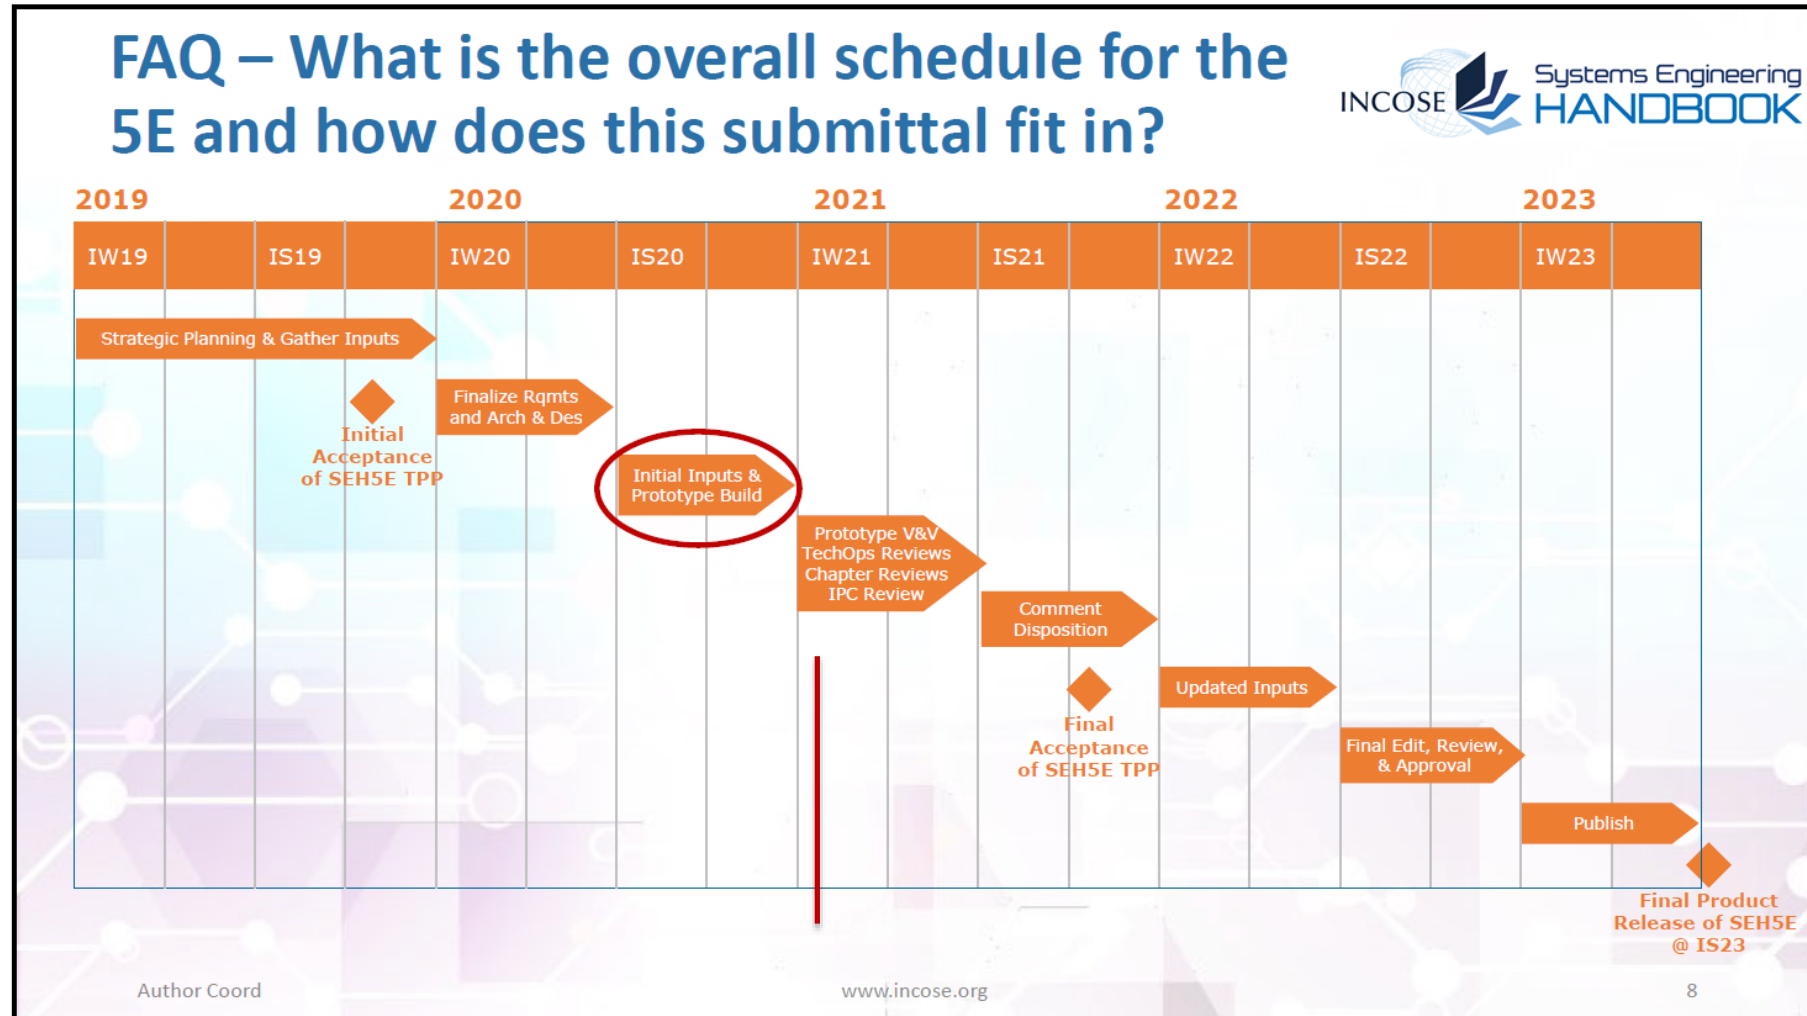 FAQ – What is the overall schedule for the
5E and how does this submittal fit in?
INCOSE
Systems Engineering
HANDBOOK
2019
2020
2021
2022
2023
IW19
IS19
IW20
IS20
IW21
IS21
IW22
IS22
IW23
Strategic Planning & Gather Inputs
Initial
Acceptance
of SEH5E TPP
Finalize Rqmts
and Arch & Des
Initial Inputs &
Prototype Build
Prototype V&V
TechOps Reviews
Chapter Reviews
IPC Review
Comment
Disposition
Final
Acceptance
of SEH5E TPP
Updated Inputs
Final Edit, Review,
& Approval
Publish
Final Product
Release of SEH5E
@ IS23
Author Coord
www.incose.org
8